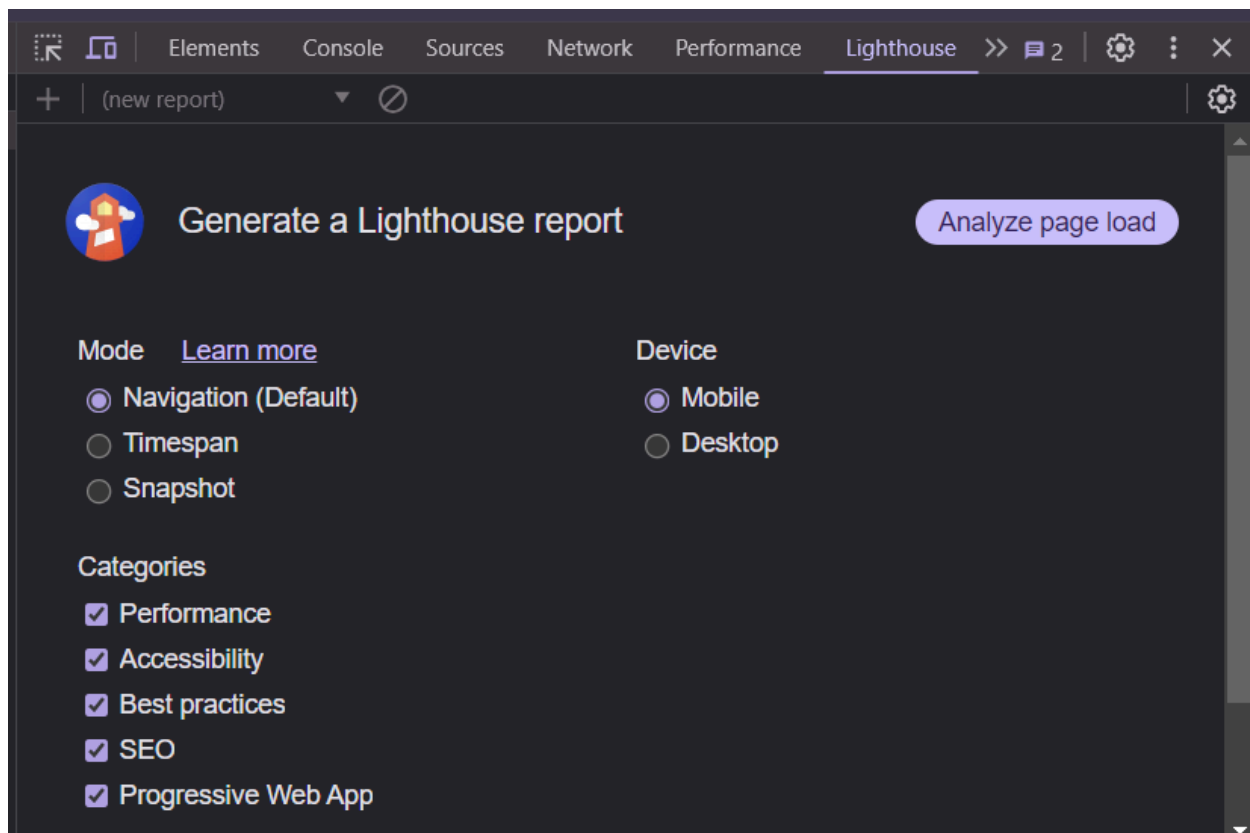 Elements Console Sources Network Performance Lighthouse 2
(new report)
Generate a Lighthouse report Analyze page load
Mode Learn more Device
Navigation (Default) Mobile
Timespan Desktop
Snapshot
Categories
Performance
Accessibility
Best practices
SEO
Progressive Web App